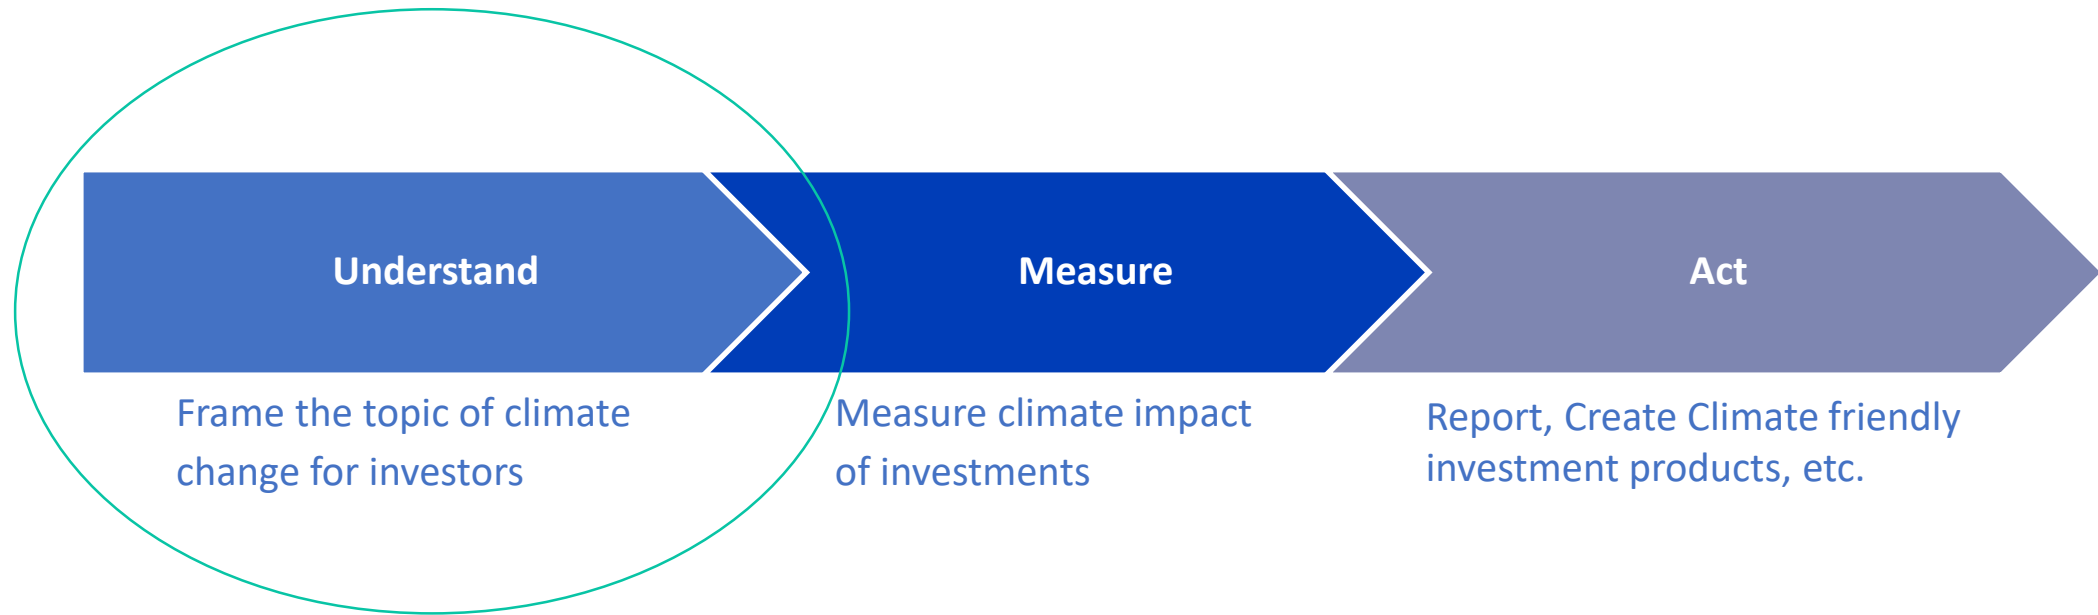 Understand
Measure
Act
Frame the topic of climate
change for investors
Measure climate impact
of investments
Report, Create Climate friendly
investment products, etc.